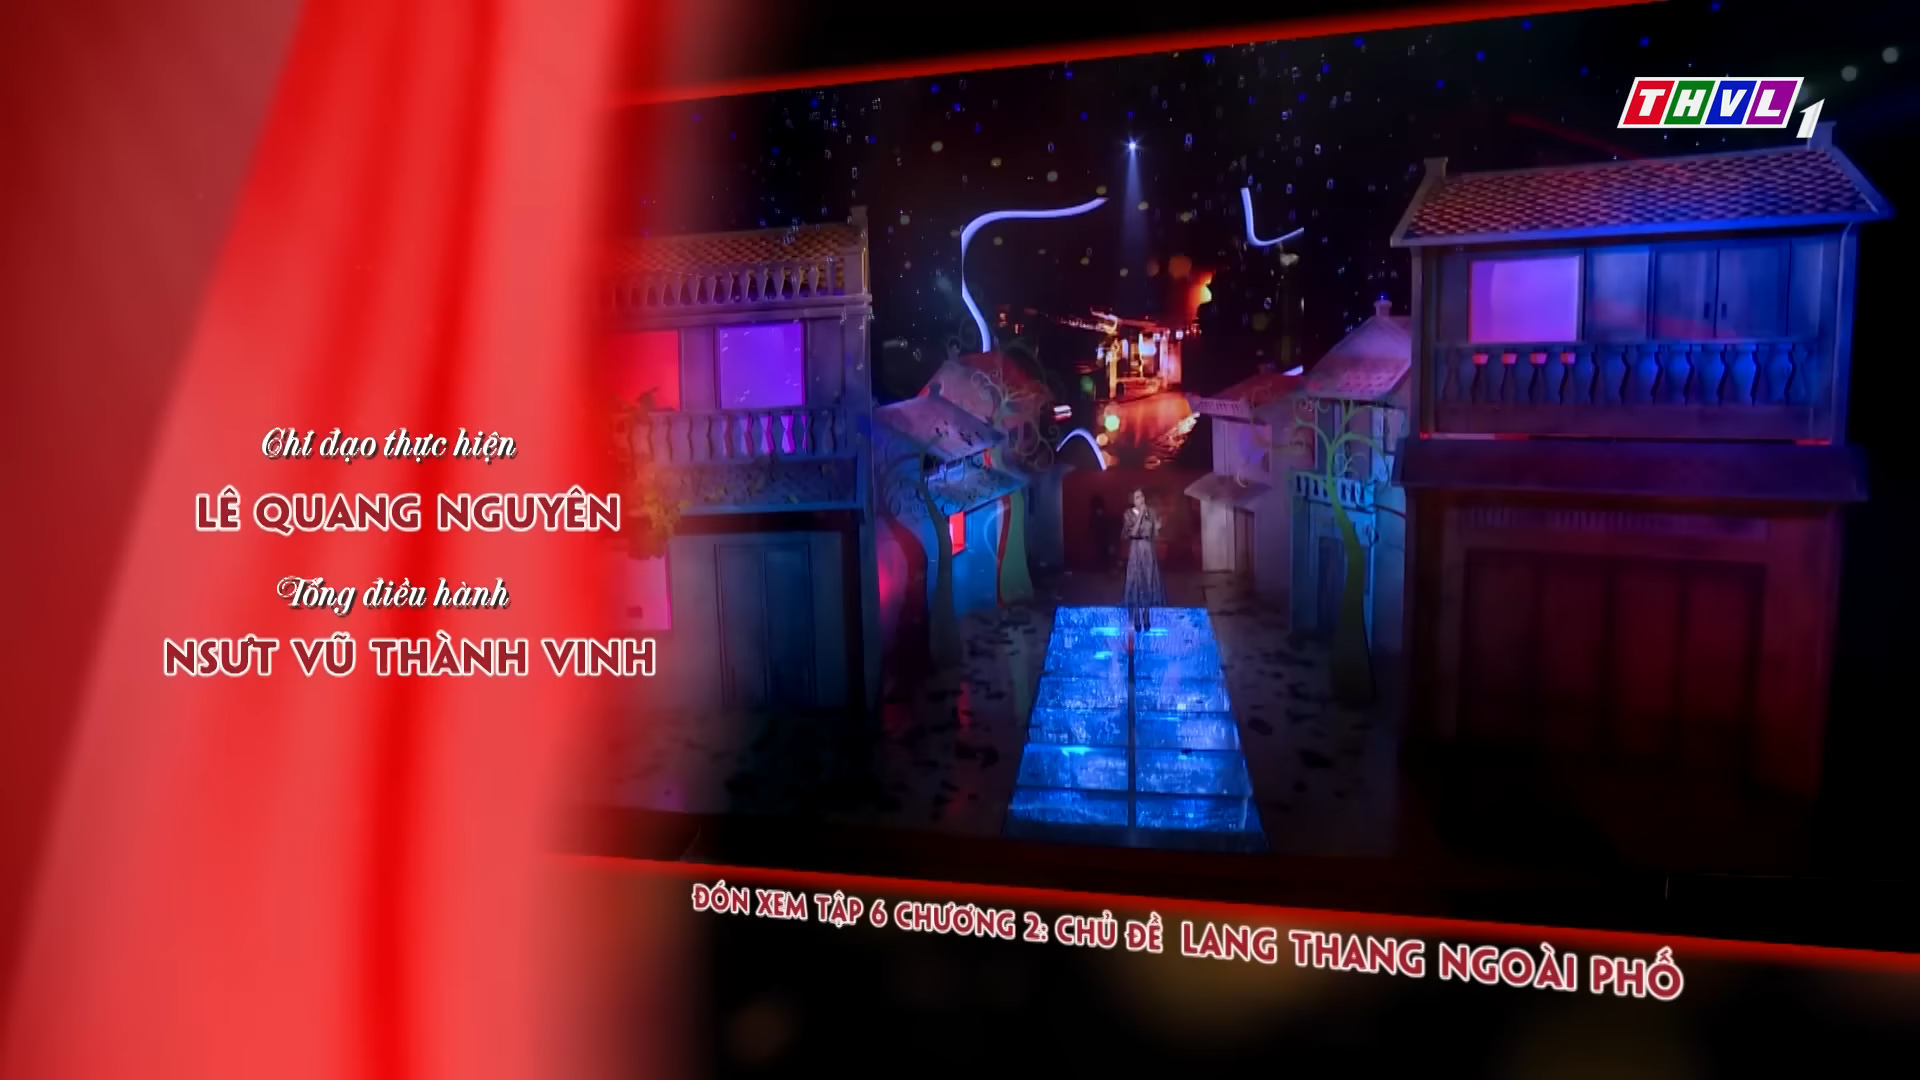 THVL1
Chỉ đạo thực hiện
LÊ QUANG NGUYÊN
Tổng điều hành
NSƯT VŨ THÀNH VINH
ĐÓN XEM TẬP 6 CHƯƠNG 2: CHỦ ĐỀ LANG THANG NGOÀI PHỐ